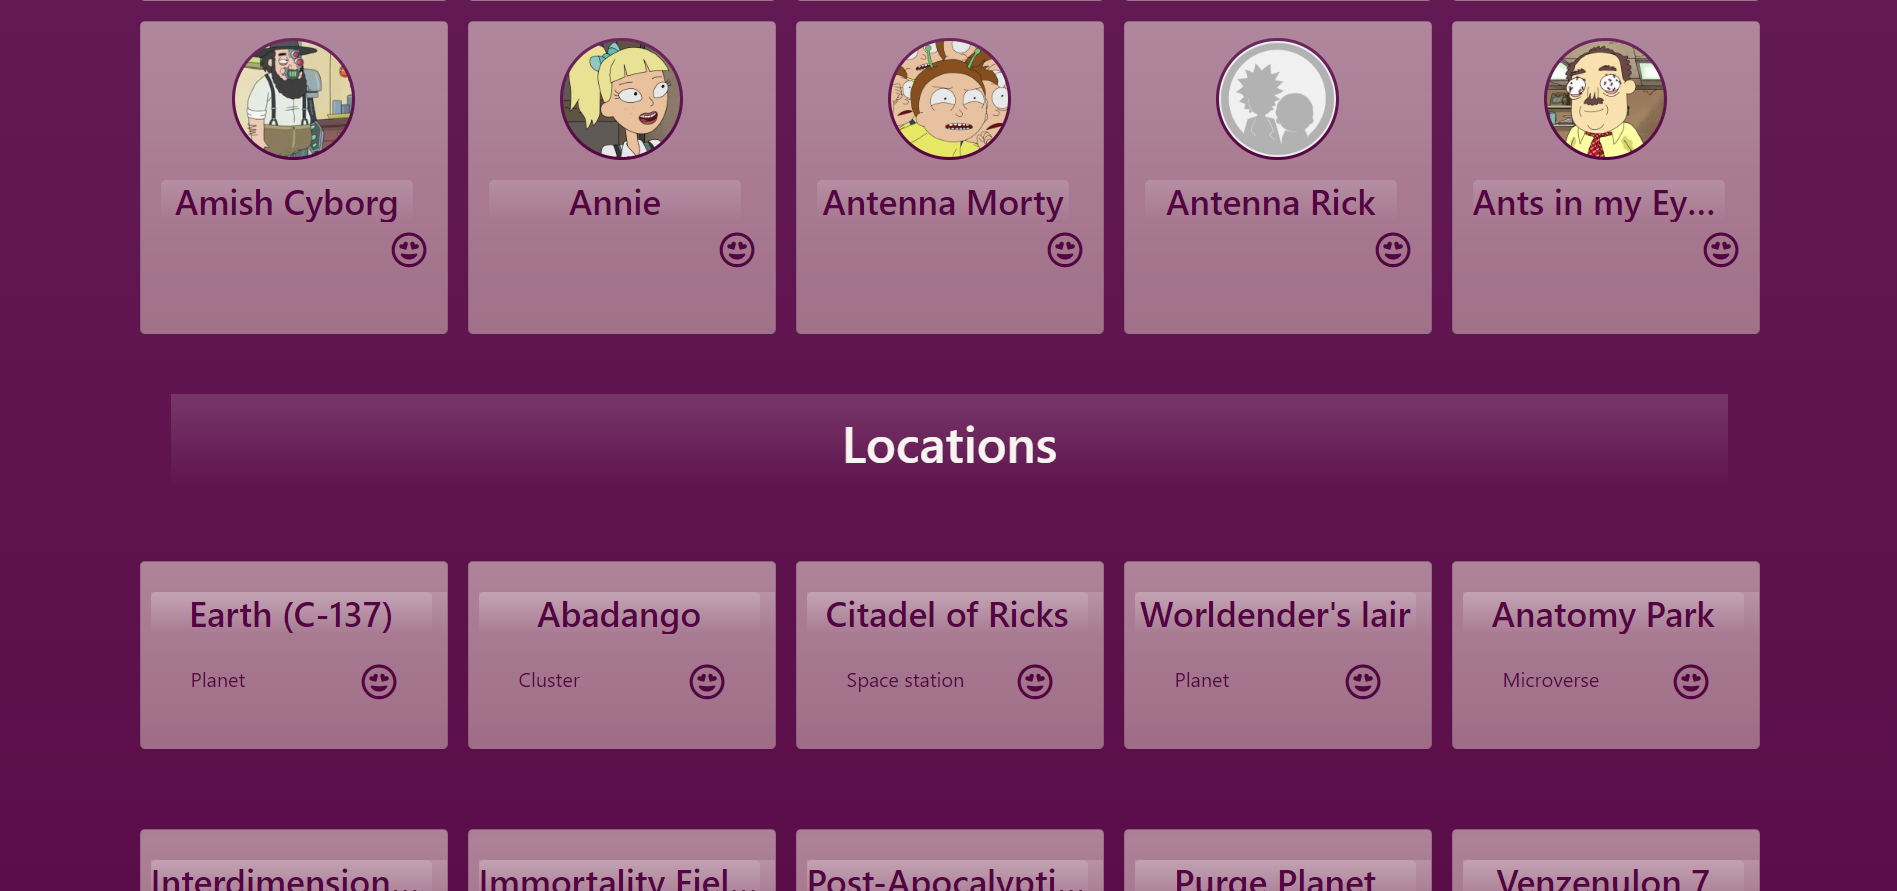 Amish Cyborg
Annie
Antenna Morty
Antenna Rick
Ants in my Ey...
Locations
Earth (C-137)
Abadango
Citadel of Ricks
Worldender's lair
Anatomy Park
Planet
Cluster
Space station
Planet
Microverse
Interdimension...
Immortality Fiel...
Post-Apocalypti...
Purge Planet
Venzenulon 7